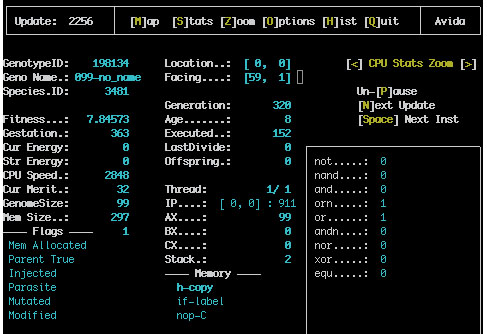 Update: 2256 [M]ap [S]tats [Z]oom [O]ptions [H]ist [Q]uit Avida
GenotypeID: 198134 Location..: [ 0, 0] [<] CPU Stats Zoom [>]
Geno Name.: 099-no_name Facing....: [59, 1]
Species.ID: 3481 Un-[P]ause
Generation: 320 [N]ext Update
Fitness...: 7.84573 Age.......: 8 [Space] Next Inst
Gestation.: 363 Executed..: 152
Cur Energy: 0 LastDivide: 0
Str Energy: 0 Offspring.: 0 not.....: 0
CPU Speed.: 2848 nand....: 0
Cur Merit.: 32 Thread: 1/ 1 and.....: 0
GenomeSize: 99 IP....: [ 0, 0] : 911 orn.....: 1
Mem Size..: 297 AX....: 99 or......: 1
Flags 1 BX....: 0 andn....: 0
Mem Allocated CX....: 0 nor.....: 0
Parent True Stack.: 2 xor.....: 0
Injected Memory equ.....: 0
Parasite h-copy
Mutated if-label
Modified nop-C